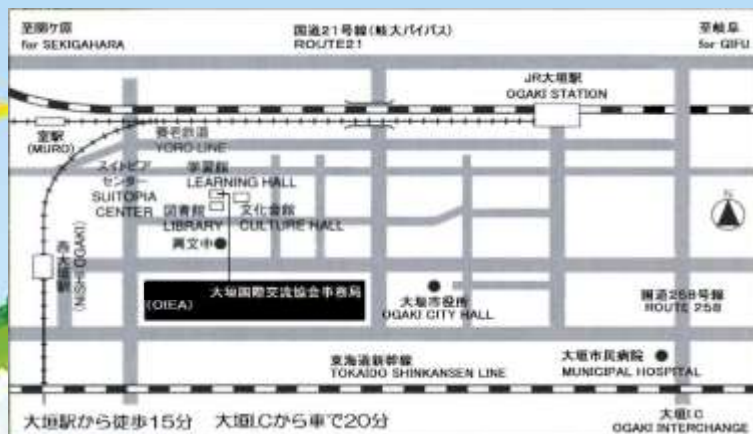 至関ケ原
for SEKIGAHARA
国道21号線(岐大バイパス)
ROUTE21
至岐阜
for GIFU
JR大垣駅
OGAKI STATION
室駅
(MURO)
養老鉄道
YORO LINE
スイトピア
センター
SUITOPIA
CENTER
学習館
LEARNING HALL
図書館
LIBRARY
文化会館
CULTURE HALL
興文中
N
西大垣駅
(NISHI OGAKI)
大垣国際交流協会事務局
(OIEA)
大垣市役所
OGAKI CITY HALL
国道258号線
ROUTE 258
東海道新幹線
TOKAIDO SHINKANSEN LINE
大垣市民病院
MUNICIPAL HOSPITAL
大垣駅から徒歩15分 大垣I.Cから車で20分
大垣I.C
OGAKI INTERCHANGE